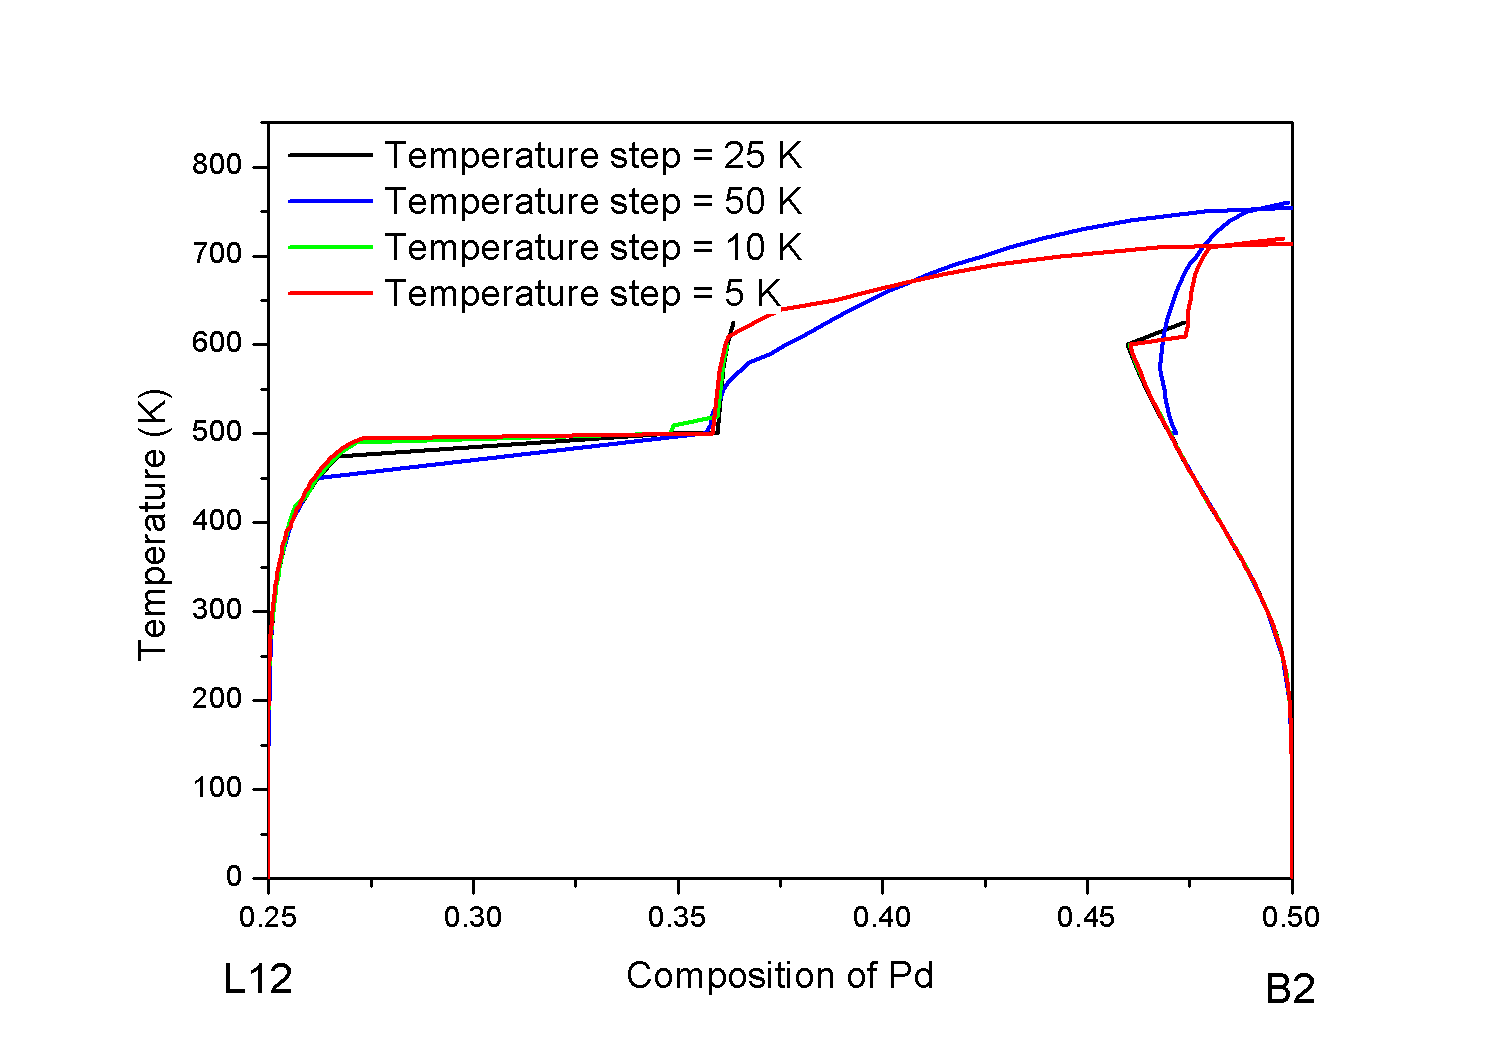 Temperature step = 25 K
Temperature step = 50 K
Temperature step = 10 K
Temperature step = 5 K
800
700
600
500
400
300
200
100
0
Temperature (K)
0.25 0.30 0.35 0.40 0.45 0.50
L12 Composition of Pd B2